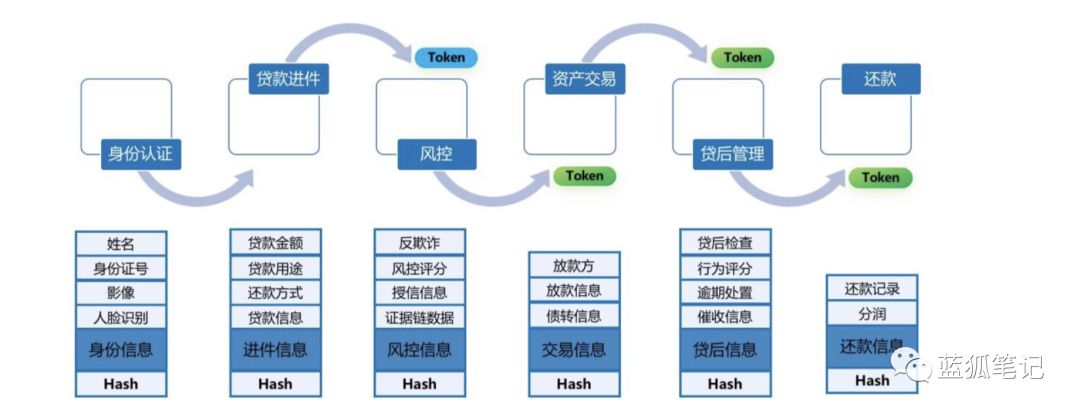 Token
Token
贷款进件
资产交易
还款
身份认证
风控
贷后管理
Token
Token
姓名
身份证号
影像
人脸识别
身份信息
Hash
贷款金额
贷款用途
还款方式
贷款信息
进件信息
Hash
反欺诈
风控评分
授信信息
证据链数据
风控信息
Hash
放款方
放款信息
债转信息
交易信息
Hash
贷后检查
行为评分
逾期处置
催收信息
贷后信息
Hash
还款记录
分润
还款信息
Hash
蓝狐笔记